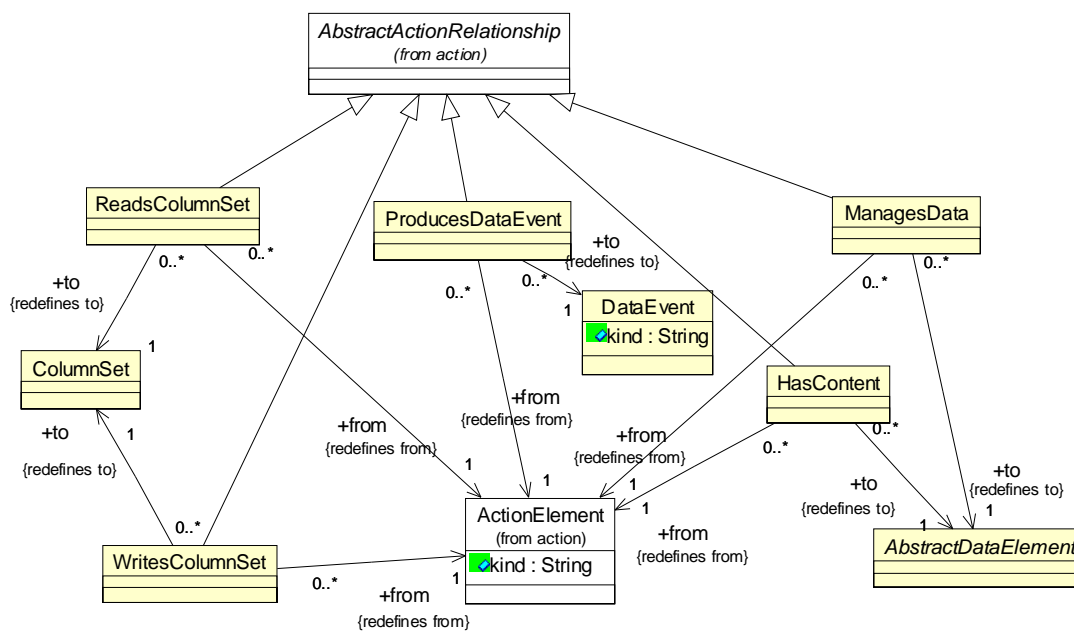 AbstractActionRelationship
(from action)
ReadsColumnSet
ProducesDataEvent
ManagesData
0..*
0..*
+to
{redefines to}
0..*
0..*
+to
{redefines to}
0..*
0..*
1
DataEvent
kind : String
1
ColumnSet
HasContent
+to
{redefines to}
1
+from
{redefines from}
+from
{redefines from}
+from
{redefines from}
0..*
0..*
+to
{redefines to}
+to
{redefines to}
1
1
1
1
1
1
ActionElement
(from action)
kind : String
+from
{redefines from}
0..*
WritesColumnSet
0..*
1
+from
{redefines from}
AbstractDataElement